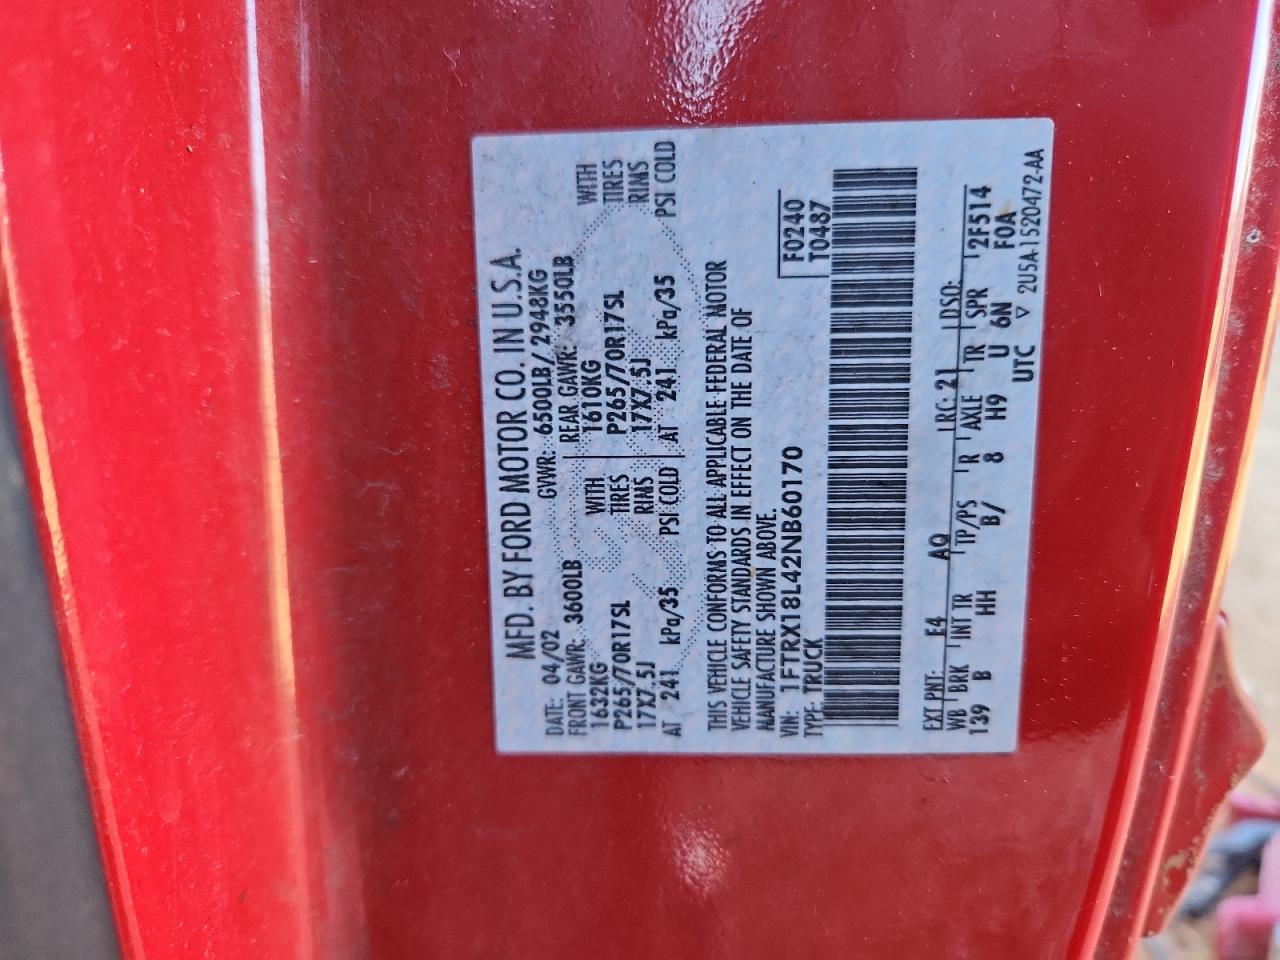 MFD. BY FORD MOTOR CO. IN U.S.A.
DATE: 04/02 GVWR: 6500LB/ 2948KG
FRONT GAWR: 3600LB REAR GAWR: 3550LB
1632KG WITH 1610KG WITH
P265/70R17SL TIRES P265/70R17SL TIRES
17X7.5J RIMS 17X7.5J RIMS
AT 241 kPa/35 PSI COLD AT 241 kPa/35 PSI COLD
THIS VEHICLE CONFORMS TO ALL APPLICABLE FEDERAL MOTOR
VEHICLE SAFETY STANDARDS IN EFFECT ON THE DATE OF
MANUFACTURE SHOWN ABOVE.
VIN: 1FTRX18L42NB60170 F0240
TYPE: TRUCK T0487
EXT PNT: E4 AQ RC: 21 DSO:
WB BRK INT TR TP/PS R AXLE TR SPR 2F514
139 B HH B/ 8 H9 U 6N F0A
UTC ▽ 2U5A-1520472-AA